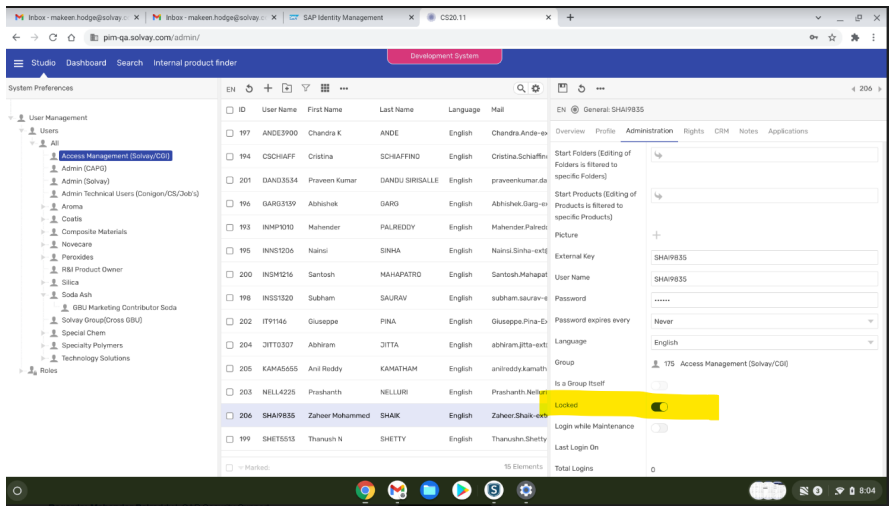 Inbox - makeen.hodge@solvay.c
Inbox - makeen.hodge@solvay.co
SAP Identity Management
CS20.11
pim-qa.solvay.com/admin/
Studio Dashboard Search Internal product finder
Development System
System Preferences
EN
206
User Management
Users
All
Access Management (Solvay/CGI)
Admin (CAPG)
Admin (Solvay)
Admin Technical Users (Conigon/CS/Job's)
Aroma
Coatis
Composite Materials
Novecare
Peroxides
R&I Product Owner
Silica
Soda Ash
GBU Marketing Contributor Soda
Solvay Group(Cross GBU)
Special Chem
Specialty Polymers
Technology Solutions
Roles
ID User Name First Name Last Name Language Mail
197 ANDE3900 Chandra K ANDE English Chandra.Ande-ex
194 CSCHIAFF Cristina SCHIAFFINO English Cristina.Schiaffin
201 DAN03534 Praveen Kumar DANDU SIRISALLE English praveenkumar.da
196 GARG3139 Abhishek GARG English Abhishek.Garg-e
193 INMP1010 Mahender PALREDDY English Mahender.Palred
195 INNS1206 Nainsi SINHA English Nainsi.Sinha-ext
200 INSM1216 Santosh MAHAPATRO English Santosh.Mahapat
198 INSS1320 Subham SAURAV English subham.saurav-e
202 IT91146 Giuseppe PINA English Giuseppe.Pina-E
204 JITT0307 Abhiram JITTA English abhiram.jitta-ext
205 KAMA5655 Anil Reddy KAMATHAM English anilreddy.kamath
203 NELL4225 Prashanth NELLURI English Prashanth.Nellur
206 SHAI9835 Zaheer Mohammed SHAIK English Zaheer.Shaik-ext
199 SHET5513 Thanush N SHETTY English Thanushn.Shetty
Marked:
15 Elements
EN General: SHAI9835
Overview Profile Administration Rights CRM Notes Applications
Start Folders (Editing of
Folders is filtered to
specific Folders)
Start Products (Editing of
Products is filtered to
specific Products)
Picture
External Key SHAI9835
User Name SHAI9835
Password ••••••
Password expires every Never
Language English
Group 175 Access Management (Solvay/CGI)
Is a Group Itself
Locked
Login while Maintenance
Last Login On
Total Logins 0
3
8:04